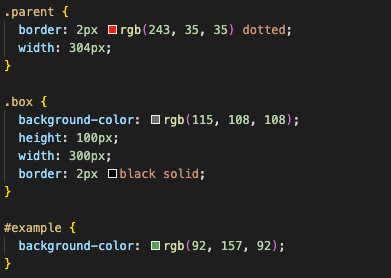 .parent {
  border: 2px rgb(243, 35, 35) dotted;
  width: 304px;
}
.box {
  background-color: rgb(115, 108, 108);
  height: 100px;
  width: 300px;
  border: 2px black solid;
}
#example {
  background-color: rgb(92, 157, 92);
}